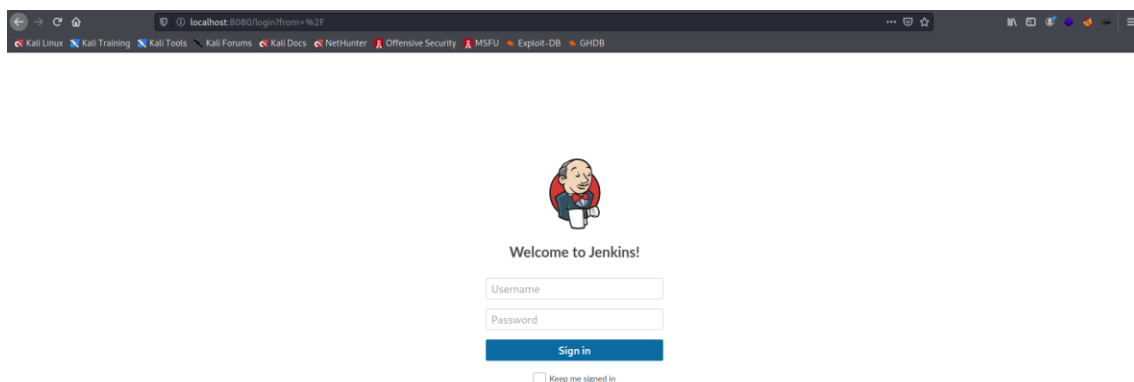 localhost:8080/login?from=%2F
Kali Linux Kali Training Kali Tools Kali Forums Kali Docs NetHunter Offensive Security MSFU Exploit-DB GHDB
Welcome to Jenkins!
Username
Password
Sign in
Keep me signed in